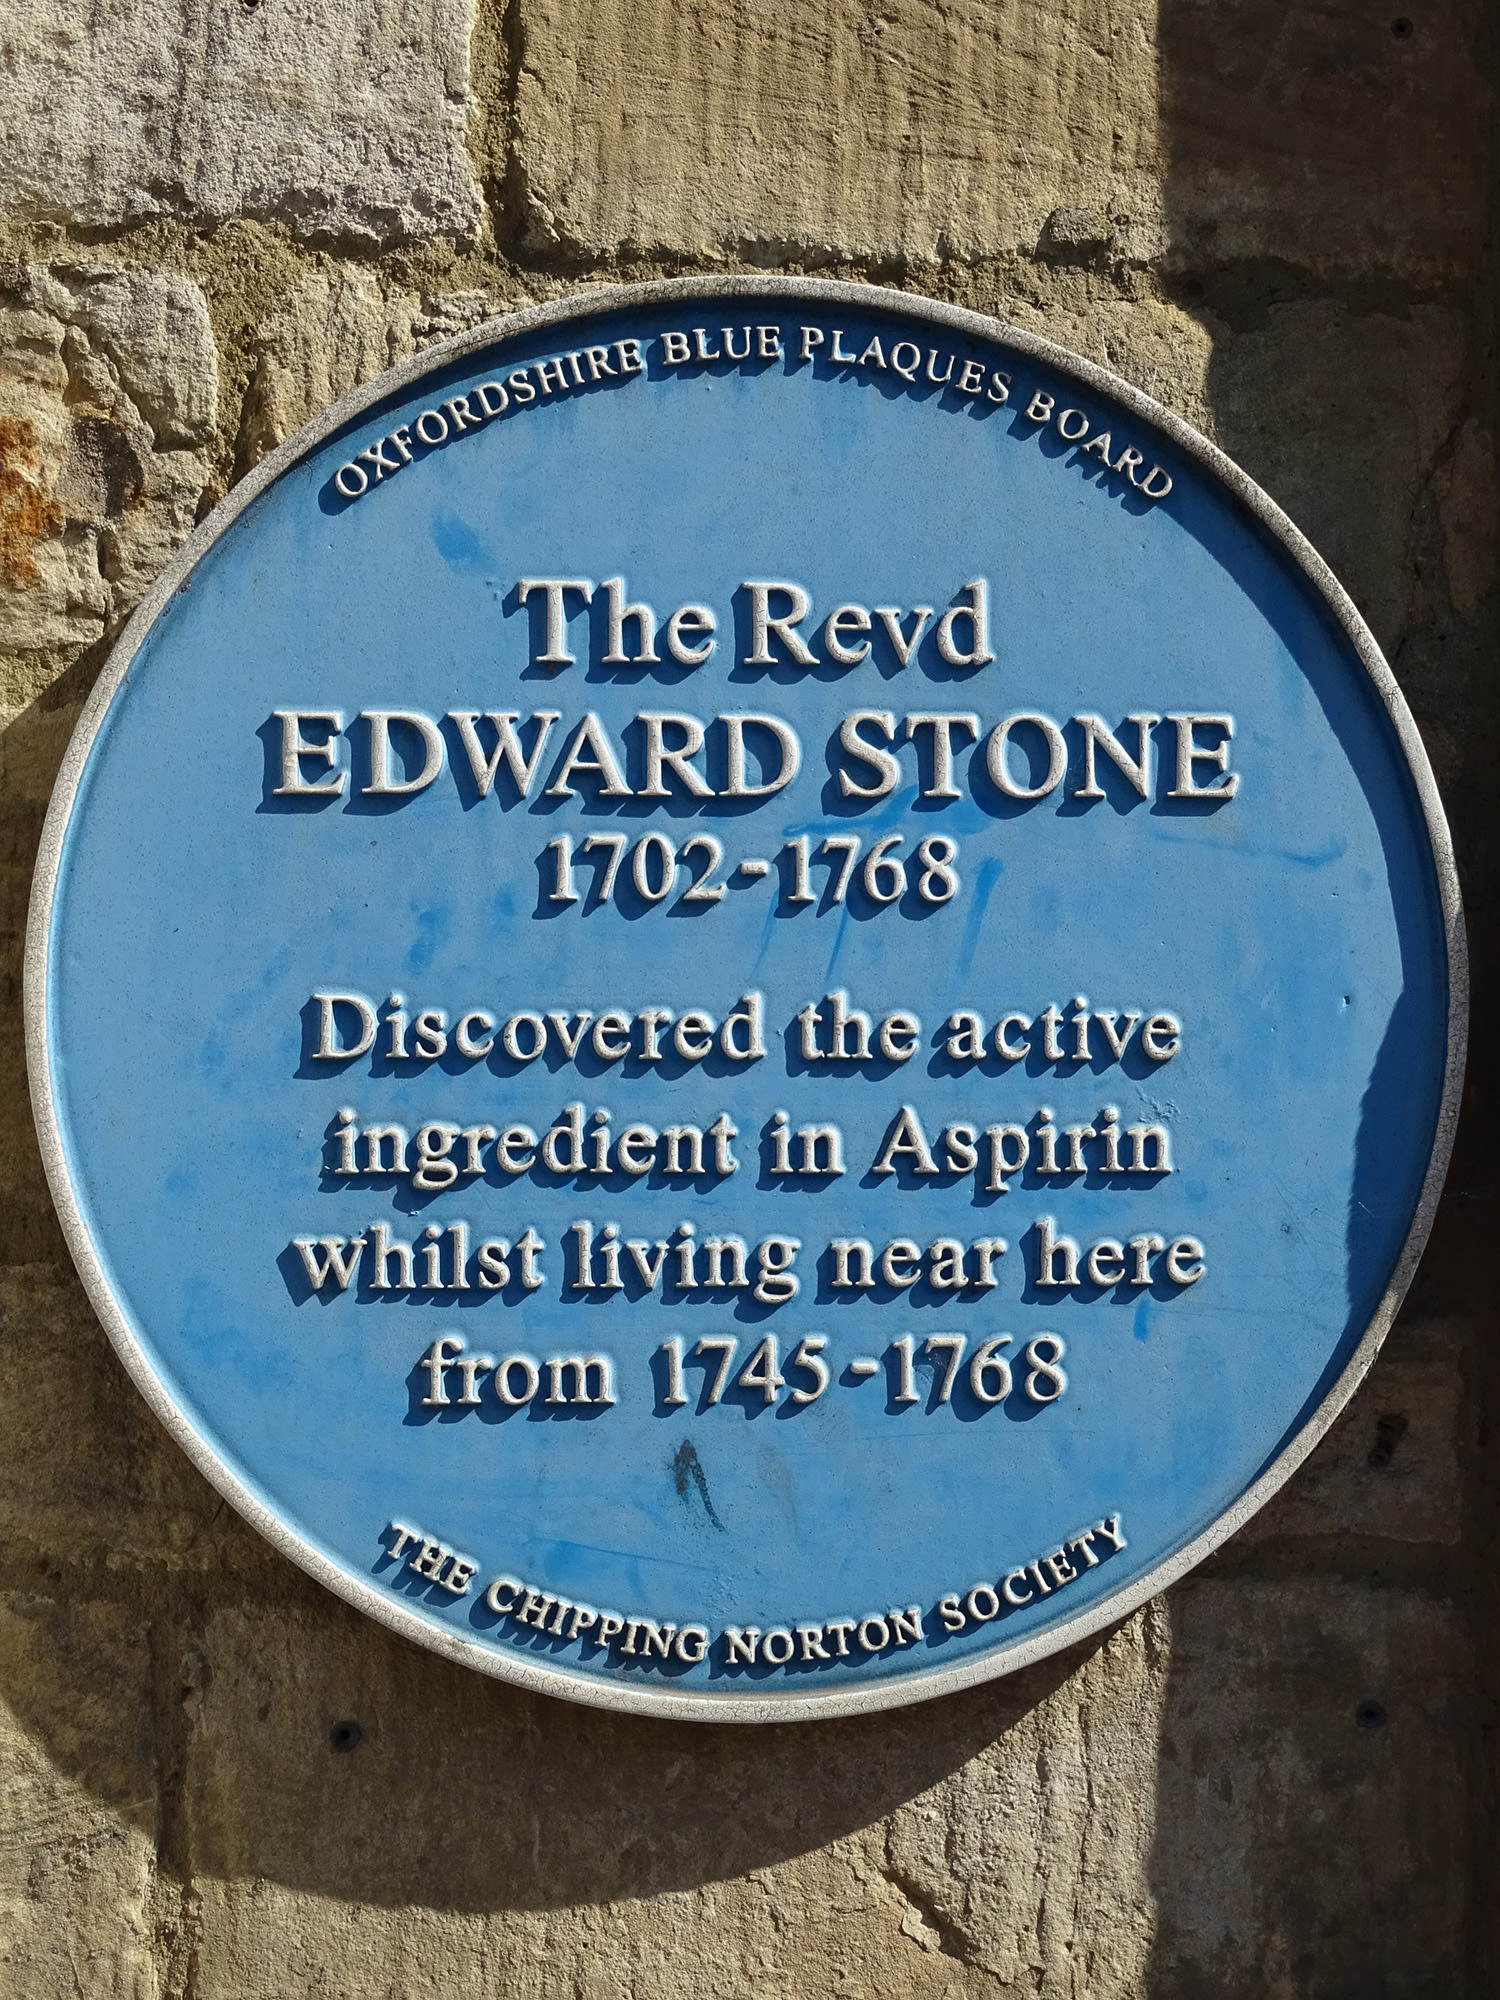 OXFORDSHIRE BLUE PLAQUES BOARD
The Revd
EDWARD STONE
1702-1768
Discovered the active
ingredient in Aspirin
whilst living near here
from 1745-1768
THE CHIPPING NORTON SOCIETY